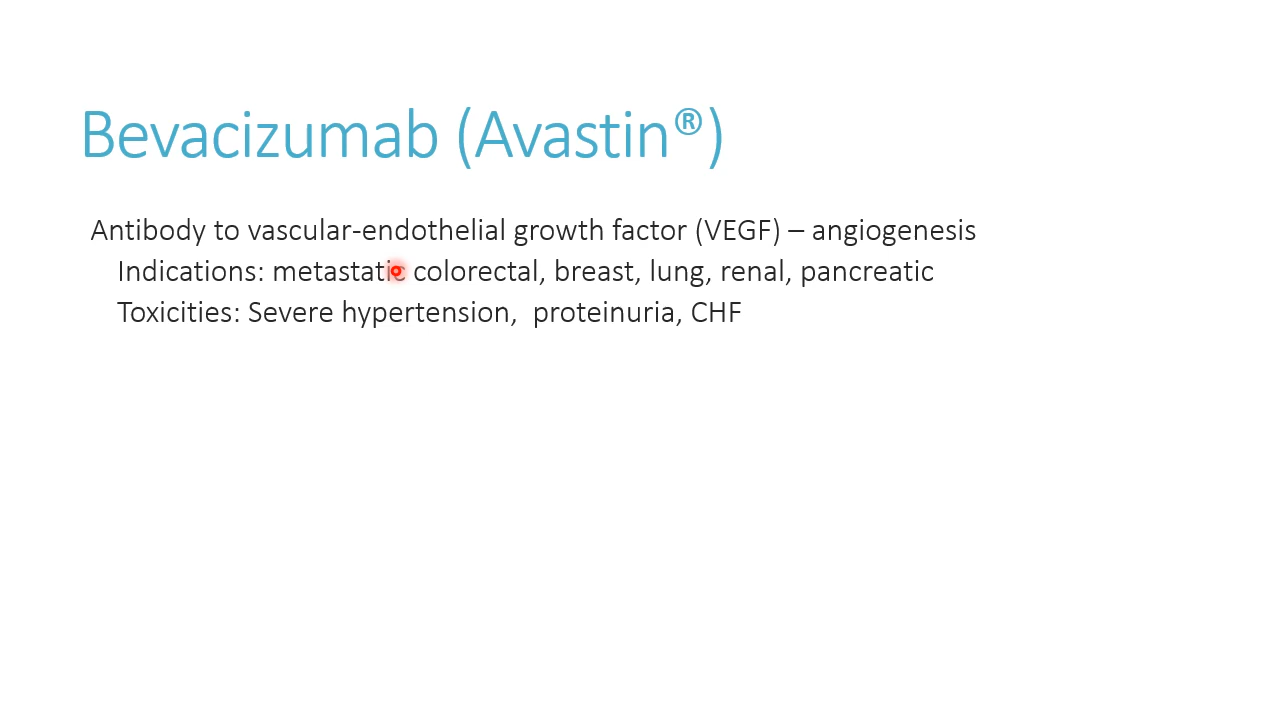 Bevacizumab (Avastin®)
Antibody to vascular-endothelial growth factor (VEGF) – angiogenesis
Indications: metastatic colorectal, breast, lung, renal, pancreatic
Toxicities: Severe hypertension,  proteinuria, CHF